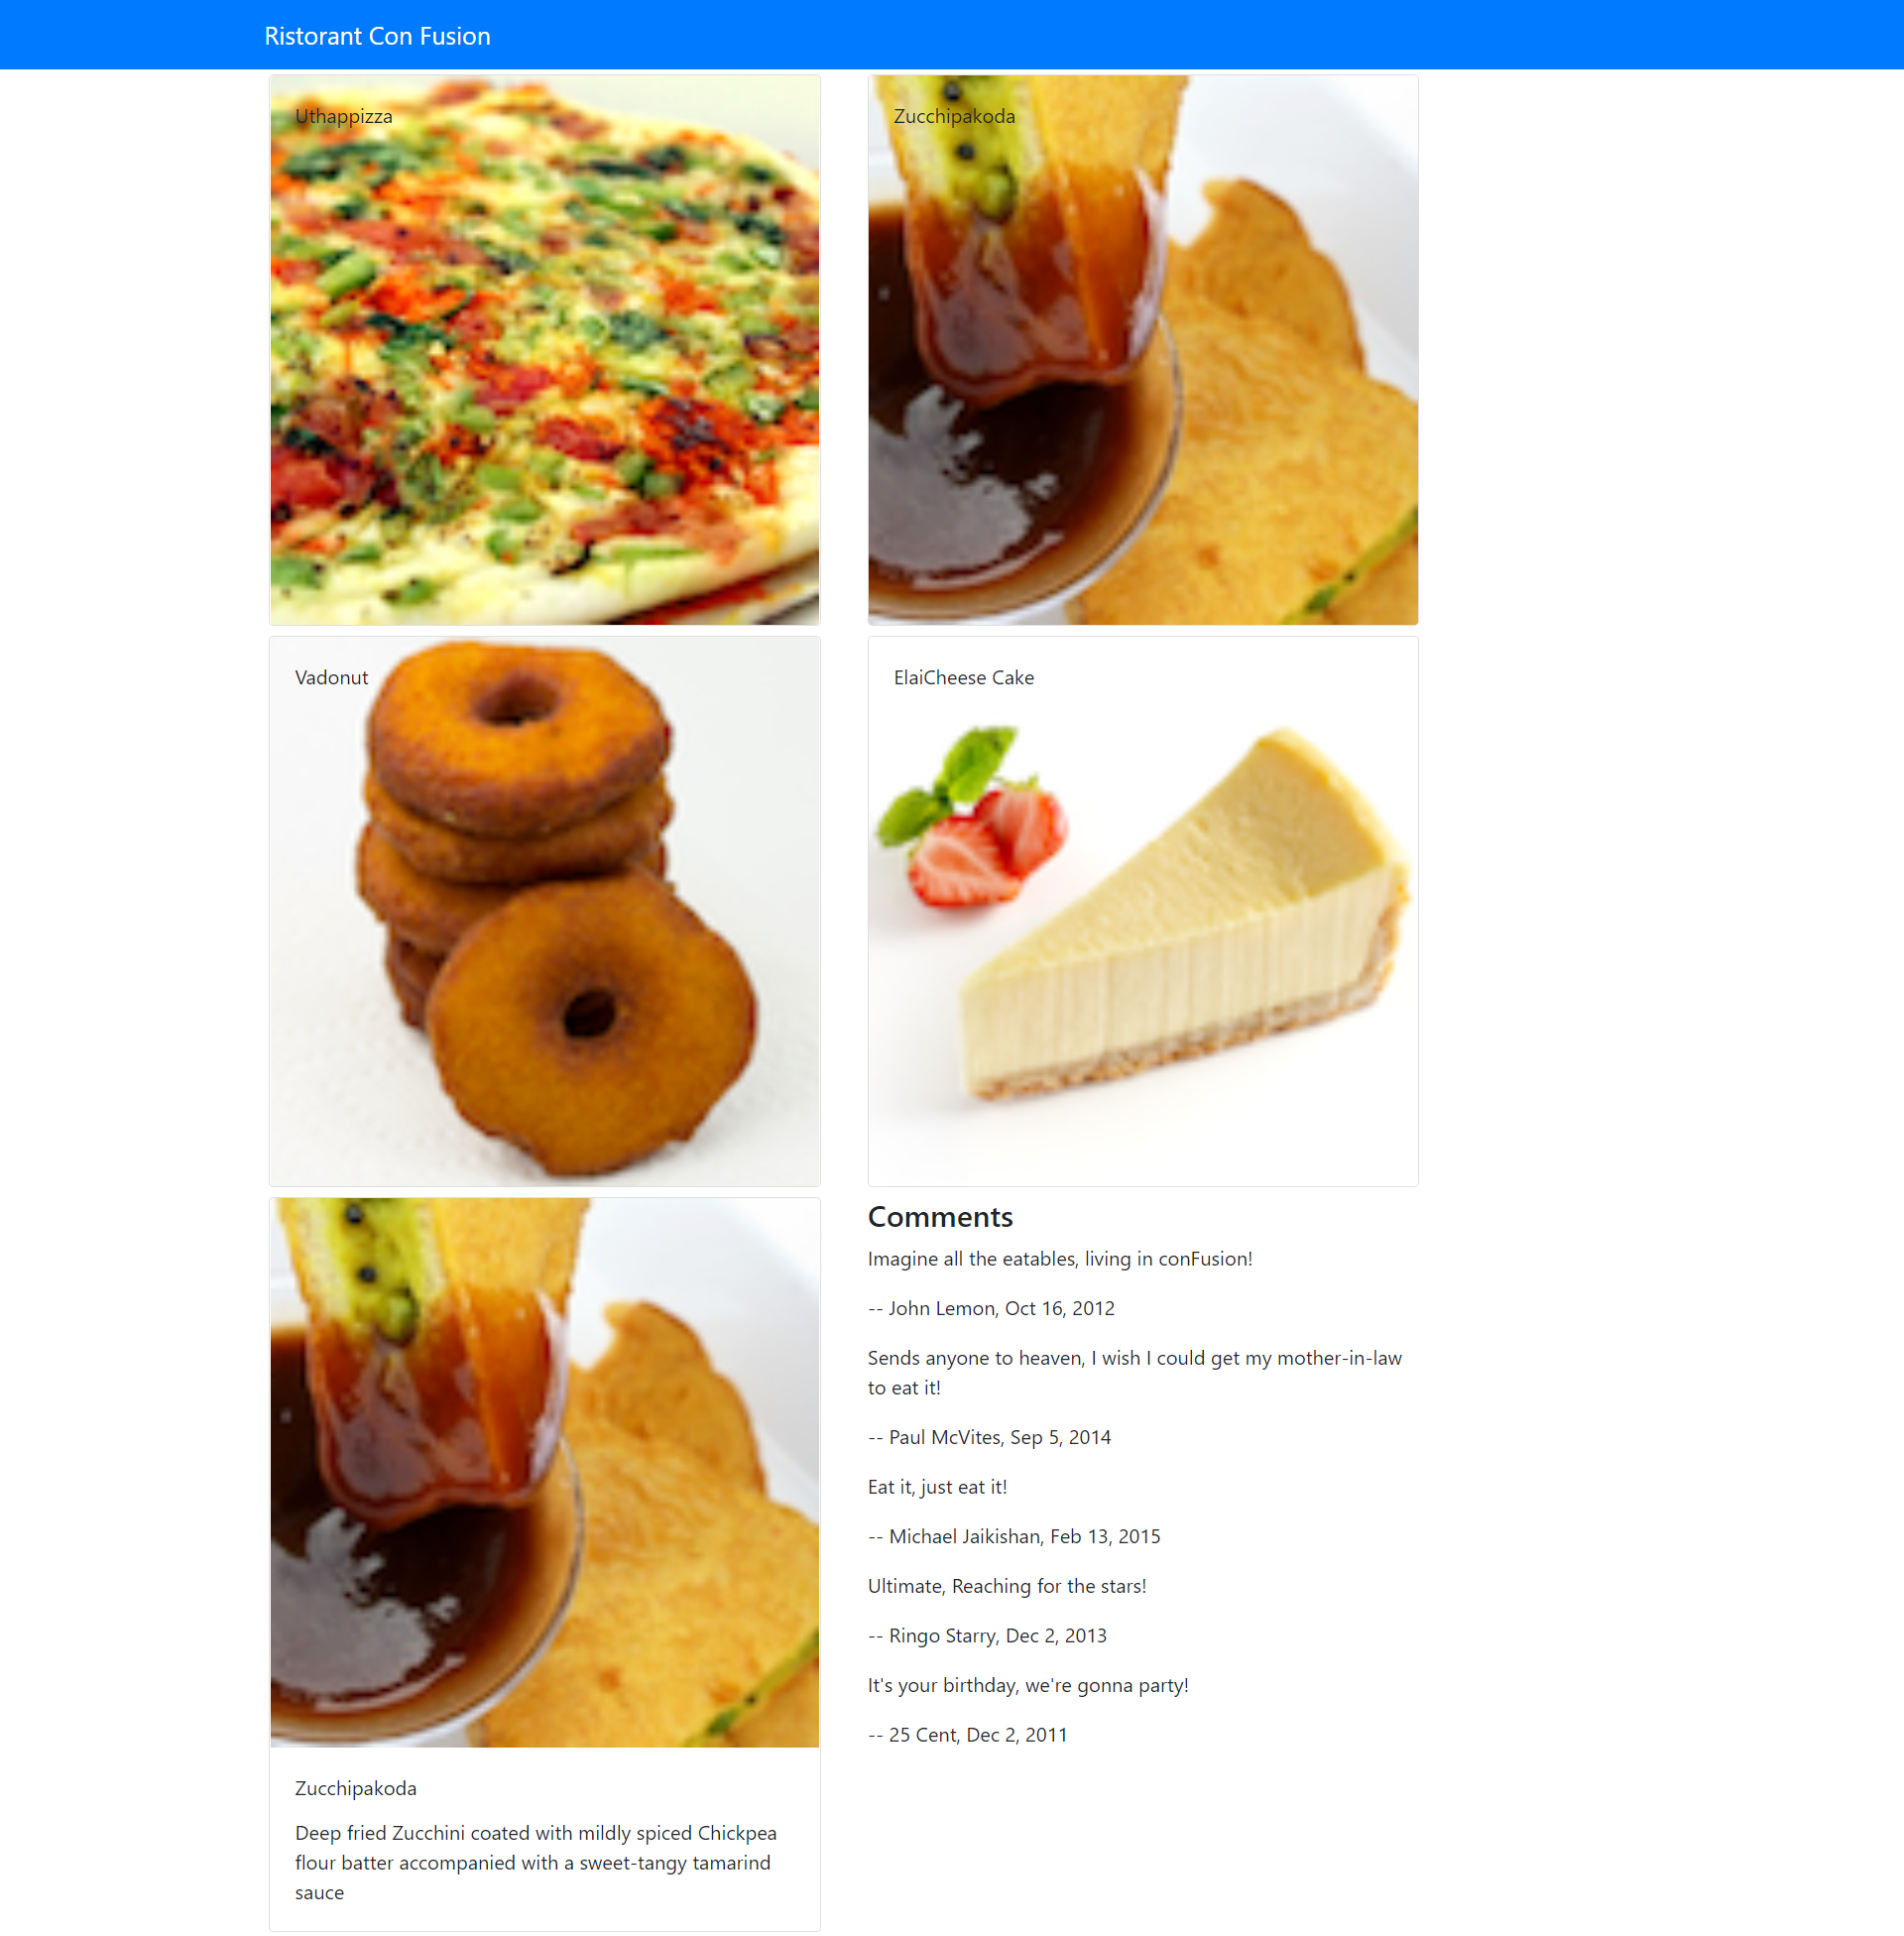 Ristorant Con Fusion
Uthappizza
Zucchipakoda
Vadonut
ElaiCheese Cake
Comments
Imagine all the eatables, living in conFusion!
-- John Lemon, Oct 16, 2012
Sends anyone to heaven, I wish I could get my mother-in-law
to eat it!
-- Paul McVites, Sep 5, 2014
Eat it, just eat it!
-- Michael Jaikishan, Feb 13, 2015
Ultimate, Reaching for the stars!
-- Ringo Starry, Dec 2, 2013
It's your birthday, we're gonna party!
-- 25 Cent, Dec 2, 2011
Zucchipakoda
Deep fried Zucchini coated with mildly spiced Chickpea
flour batter accompanied with a sweet-tangy tamarind
sauce